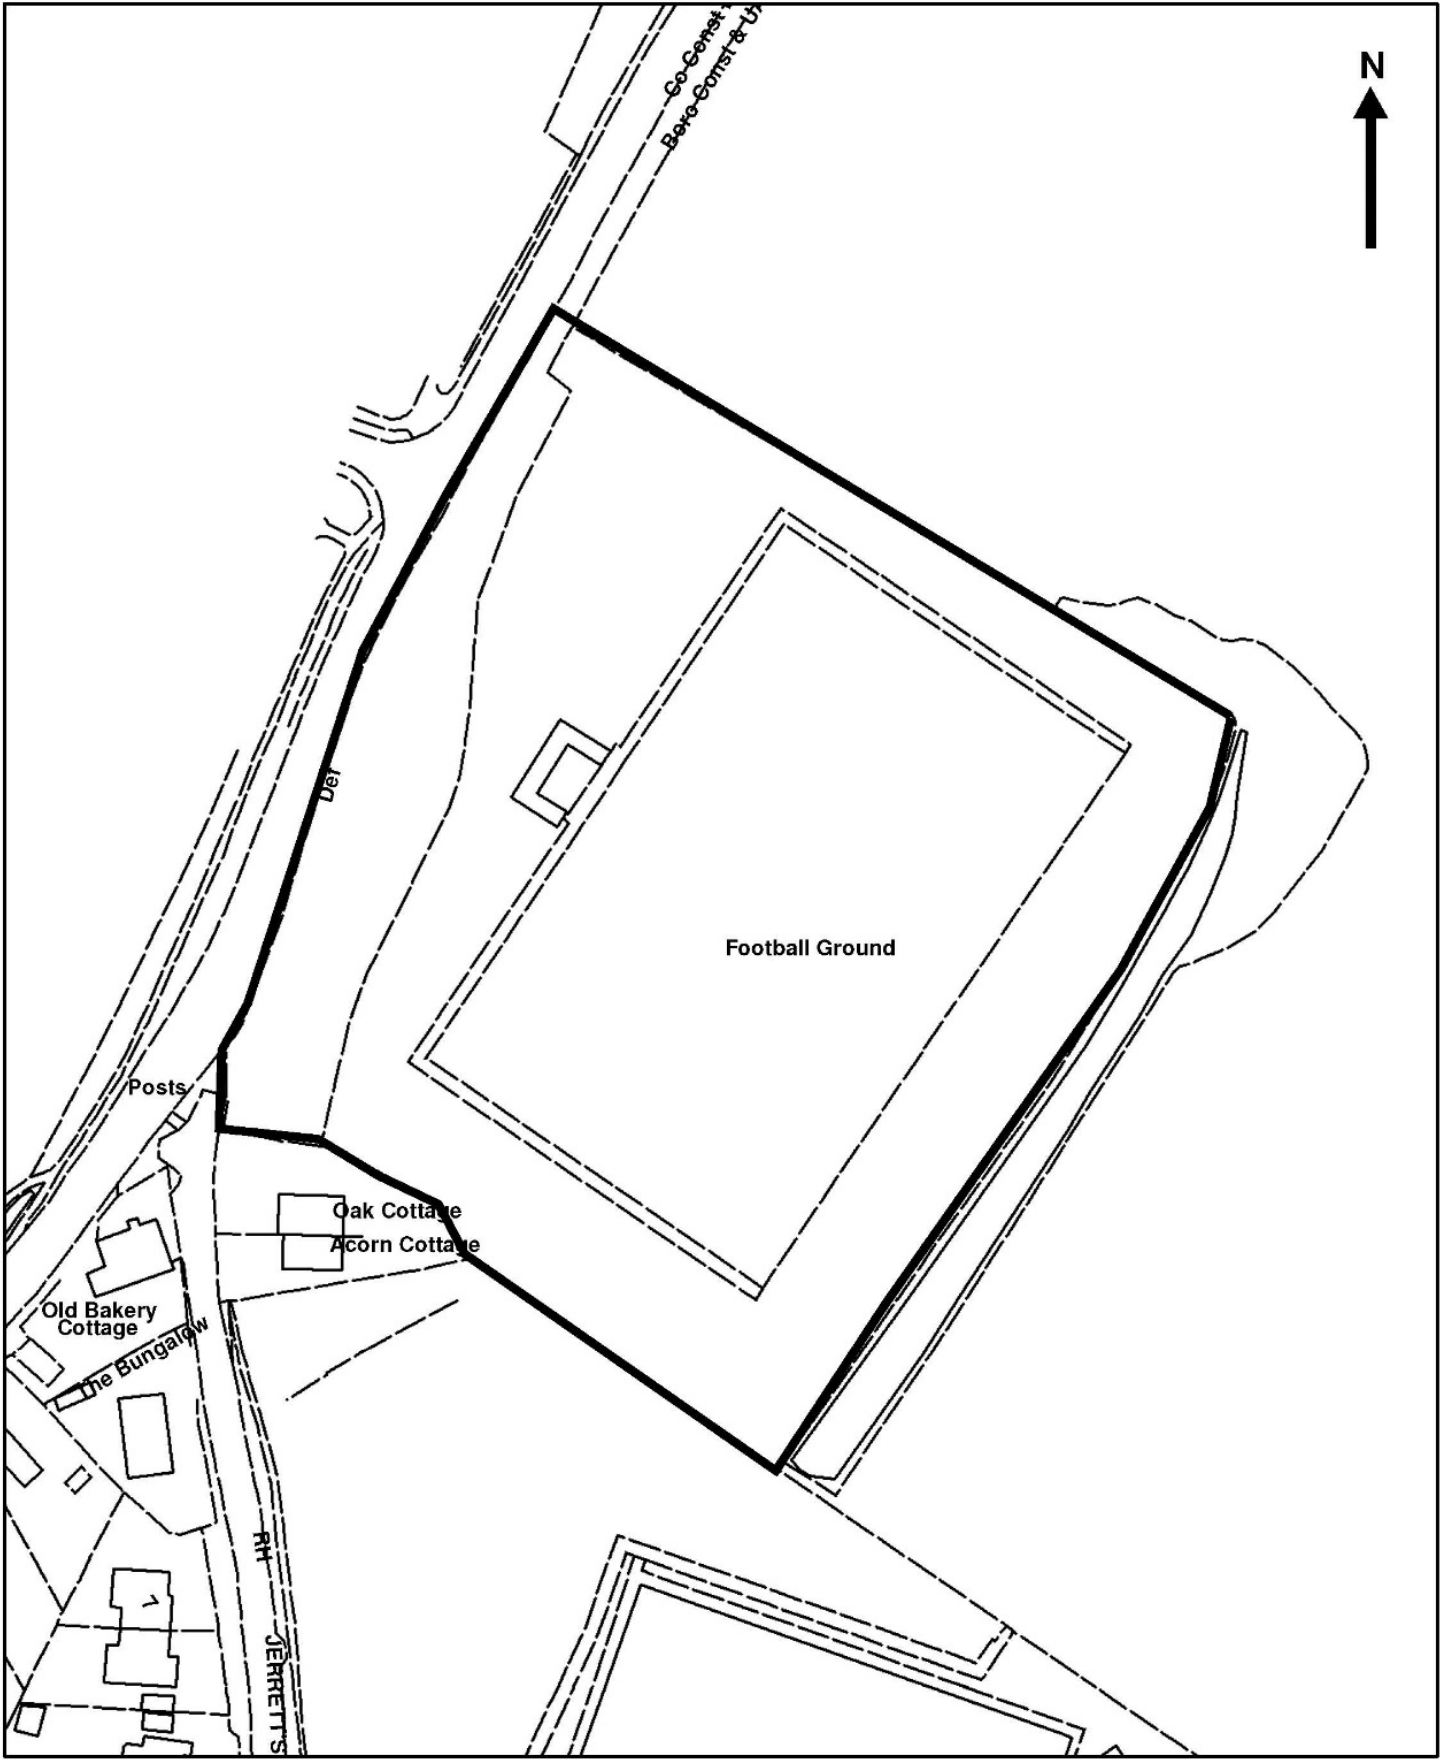 Co Const
Boro Const &
N
Def
Football Ground
Posts
Oak Cottage
Acorn Cottage
Old Bakery
Cottage
The Bungalow
RH
7
JERRETT'S